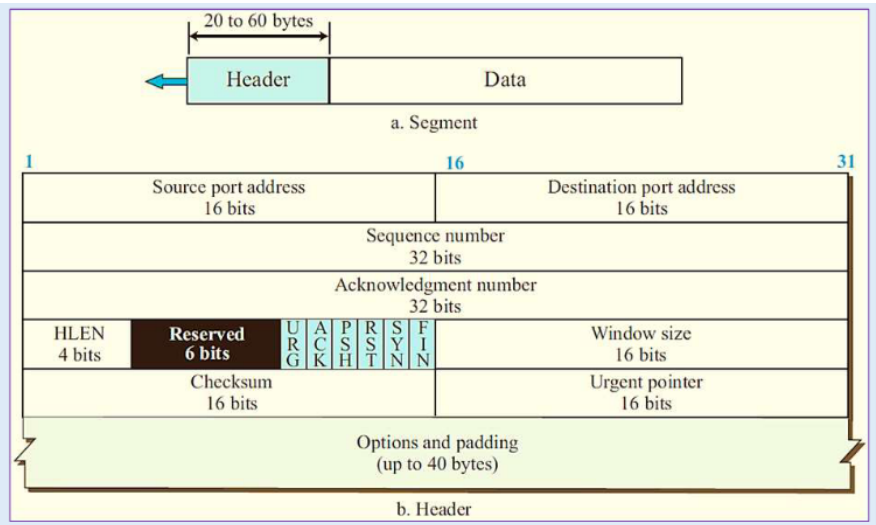 20 to 60 bytes
Header
Data
a. Segment
1
16
31
Source port address
16 bits
Destination port address
16 bits
Sequence number
32 bits
Acknowledgment number
32 bits
HLEN
4 bits
Reserved
6 bits
URG
ACK
PSH
RST
SYN
FIN
Window size
16 bits
Checksum
16 bits
Urgent pointer
16 bits
Options and padding
(up to 40 bytes)
b. Header